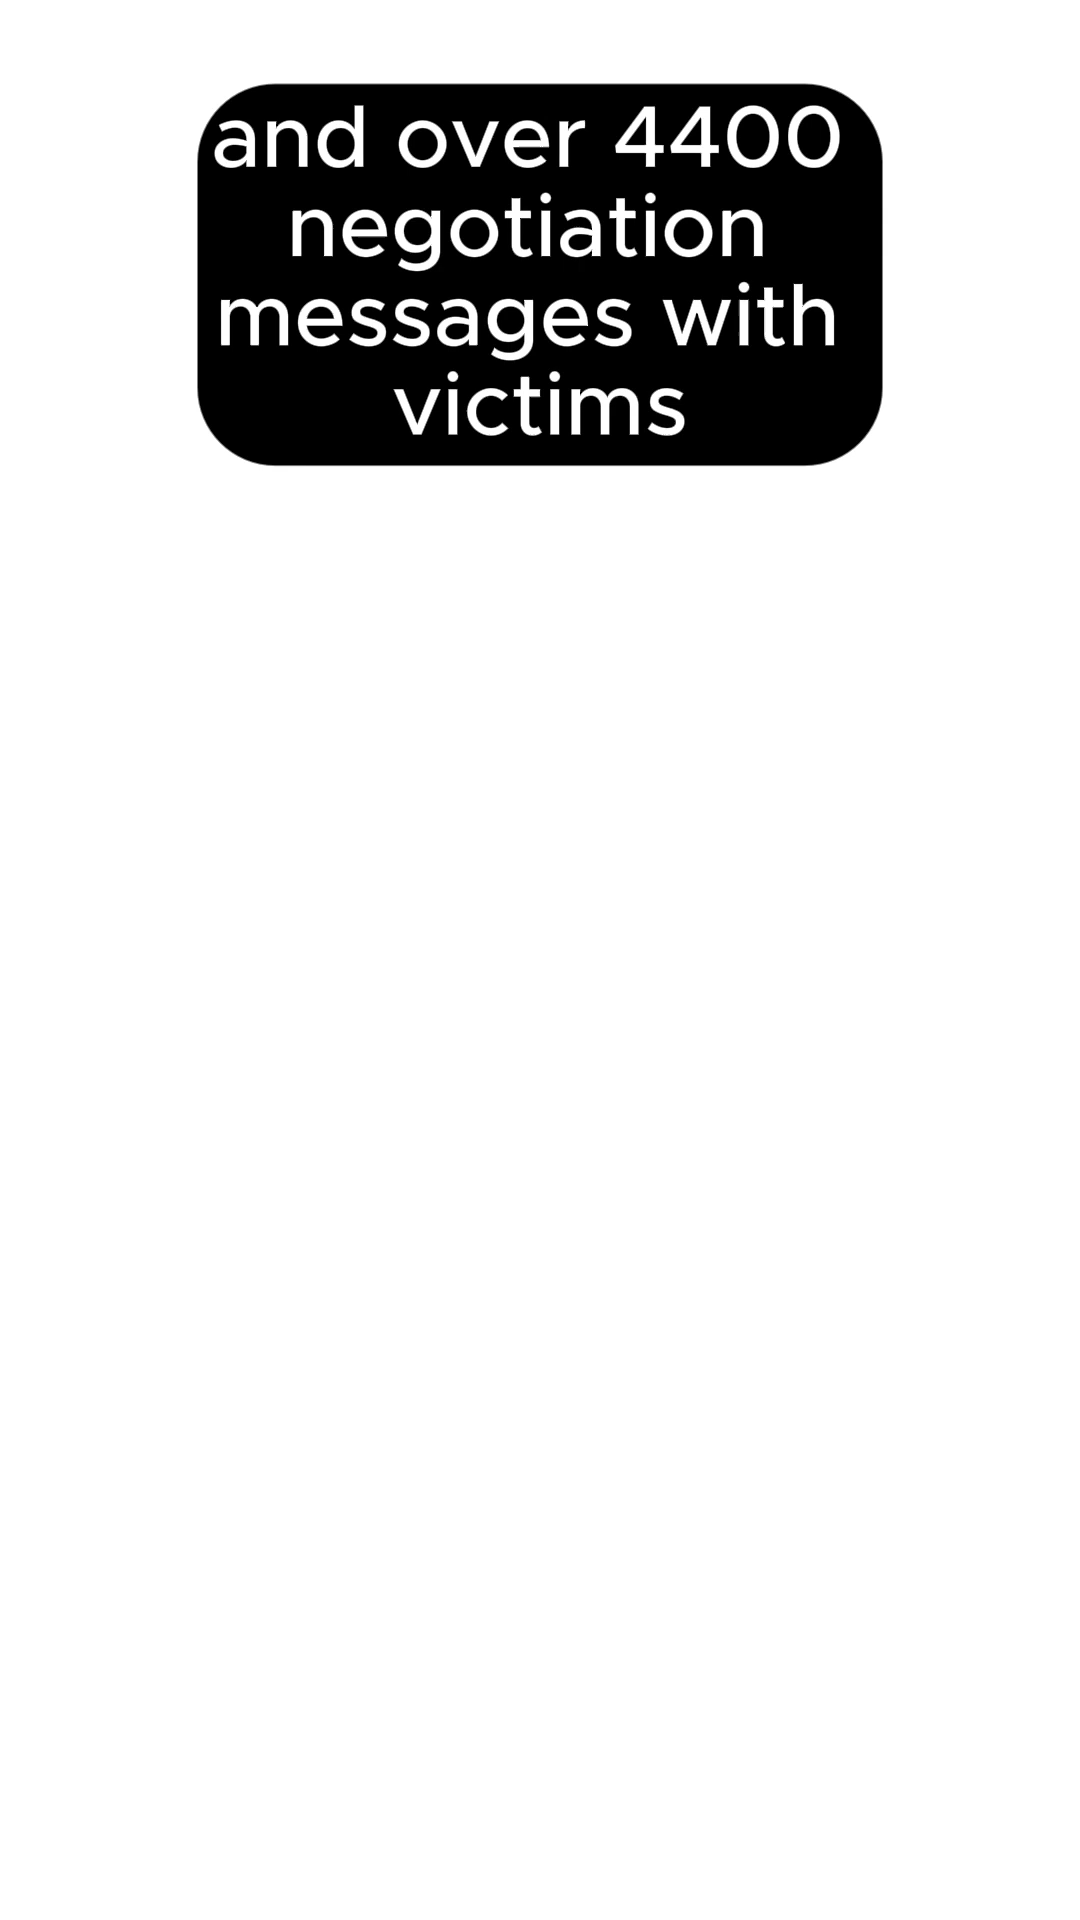 and over 4400
negotiation
messages with
victims